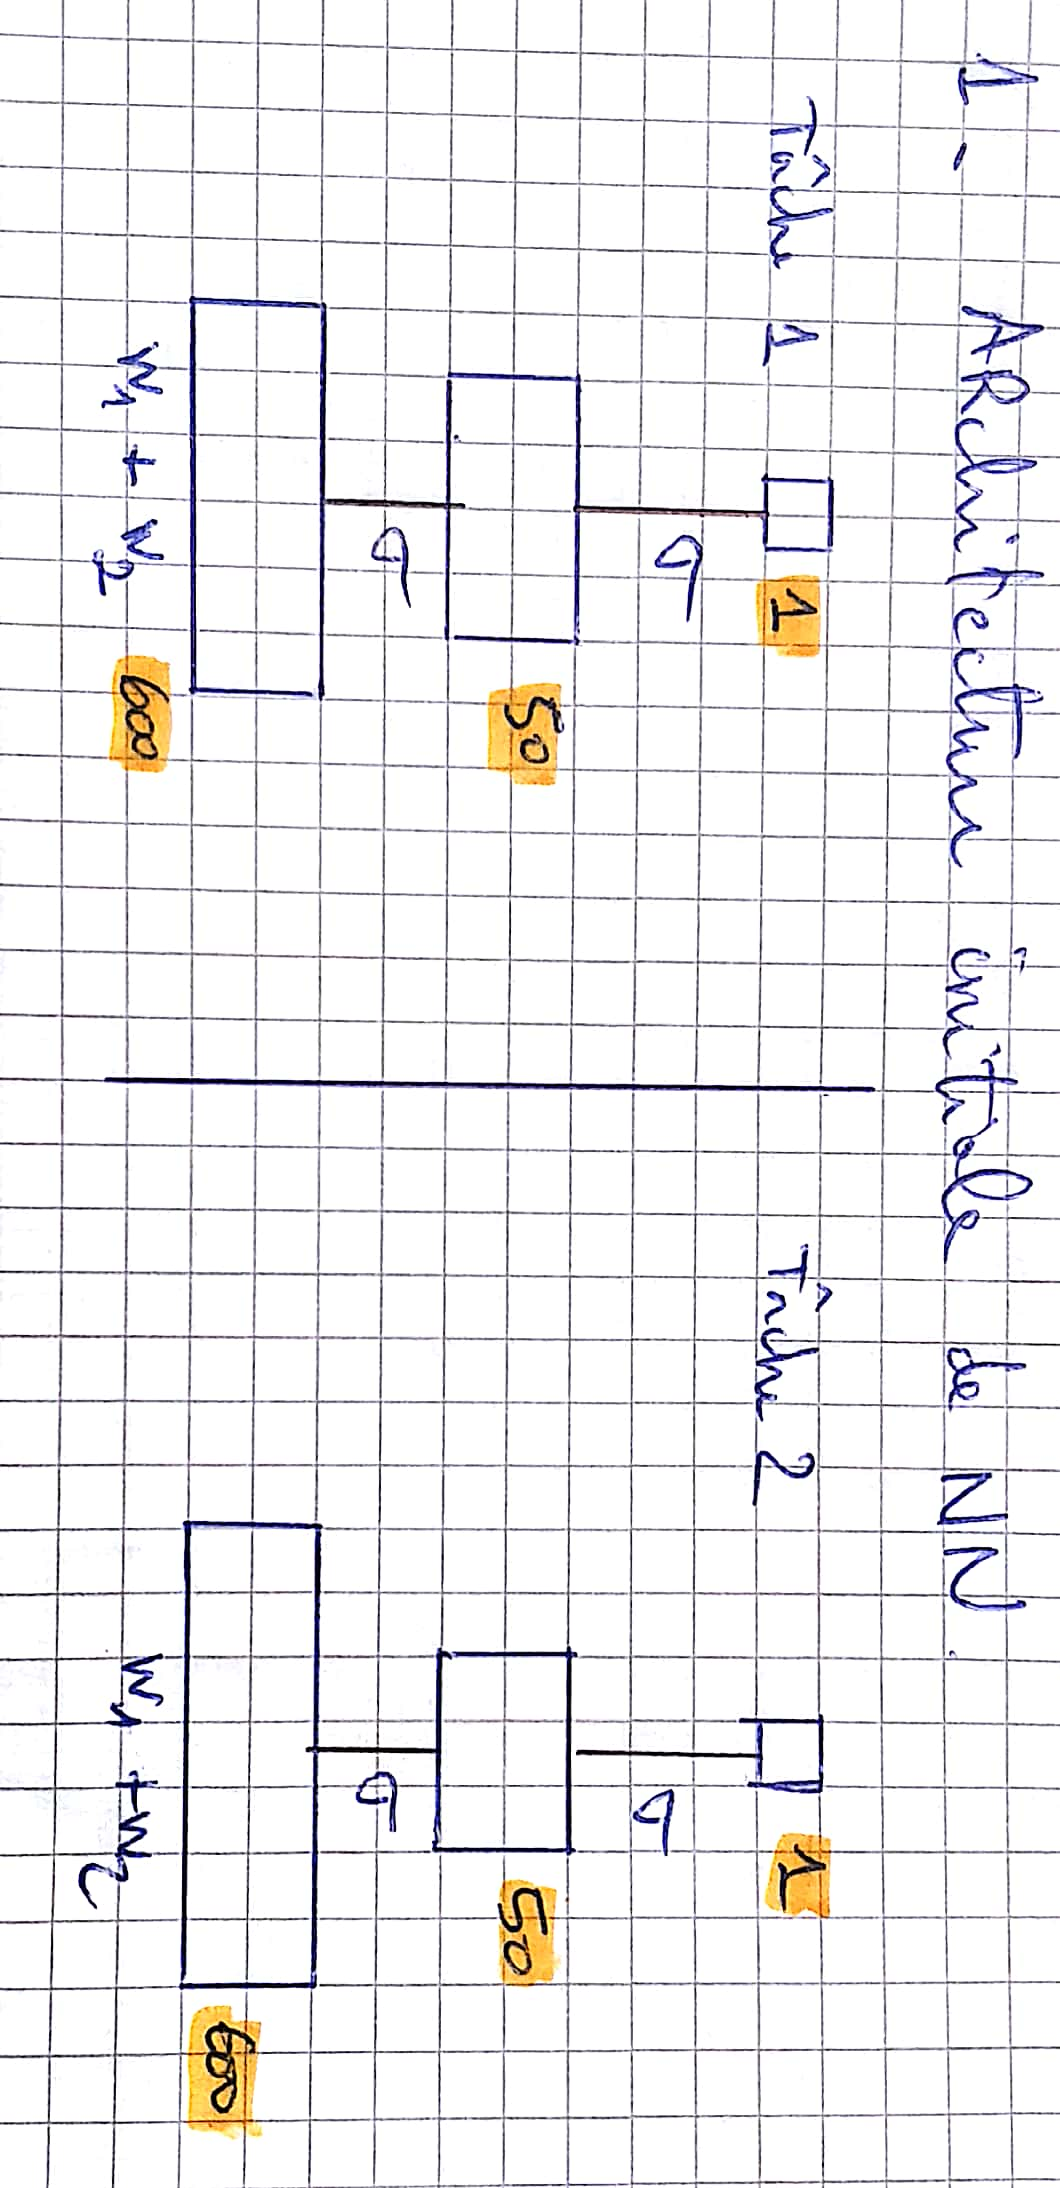 1- ARchitecture initiale de NN.
Tâche 1
Tâche 2
1
1
σ
σ
50
50
σ
σ
W1 + W2
600
W1 + W2
600